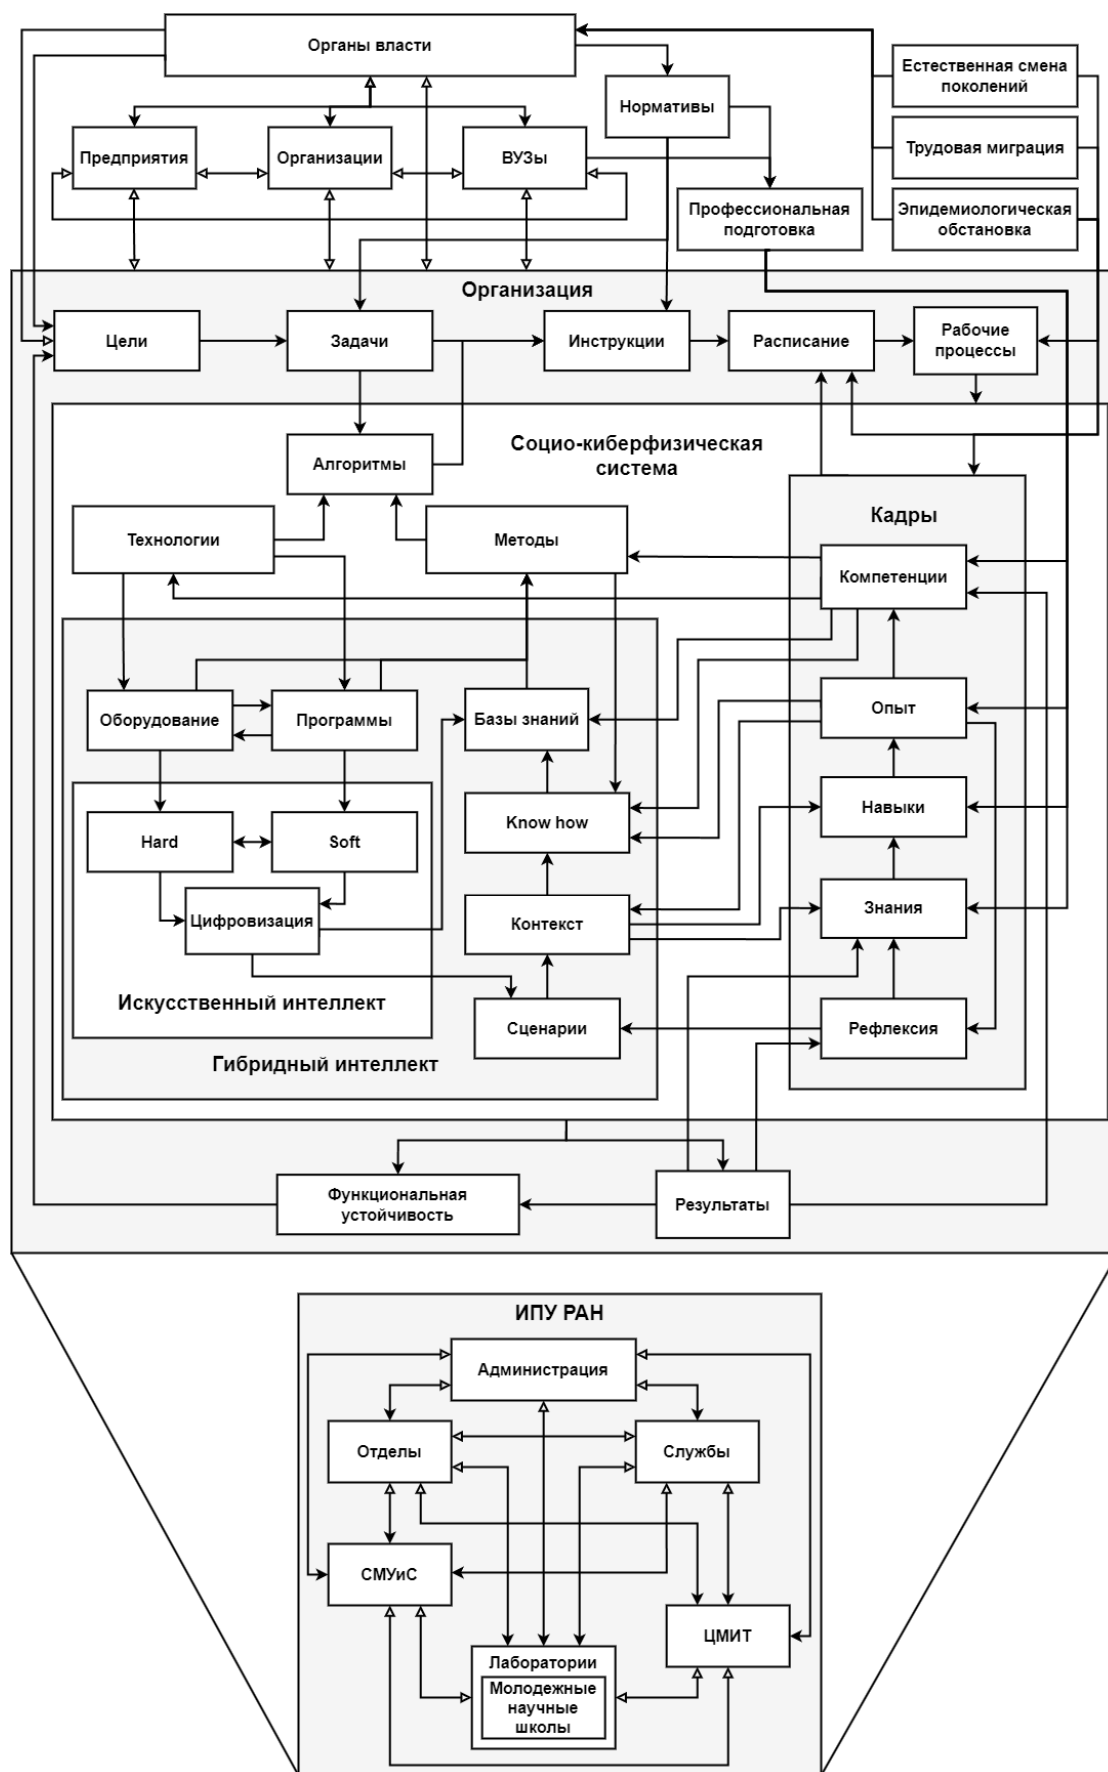 Органы власти
Естественная смена
поколений
Нормативы
Предприятия
Организации
ВУЗы
Трудовая миграция
Профессиональная
подготовка
Эпидемиологическая
обстановка
Организация
Цели
Задачи
Инструкции
Расписание
Рабочие
процессы
Социо-киберфизическая
система
Алгоритмы
Кадры
Технологии
Методы
Компетенции
Оборудование
Программы
Базы знаний
Опыт
Hard
Soft
Know how
Навыки
Цифровизация
Контекст
Знания
Искусственный интеллект
Сценарии
Рефлексия
Гибридный интеллект
Функциональная
устойчивость
Результаты
ИПУ РАН
Администрация
Отделы
Службы
СМУиС
ЦМИТ
Лаборатории
Молодежные
научные
школы